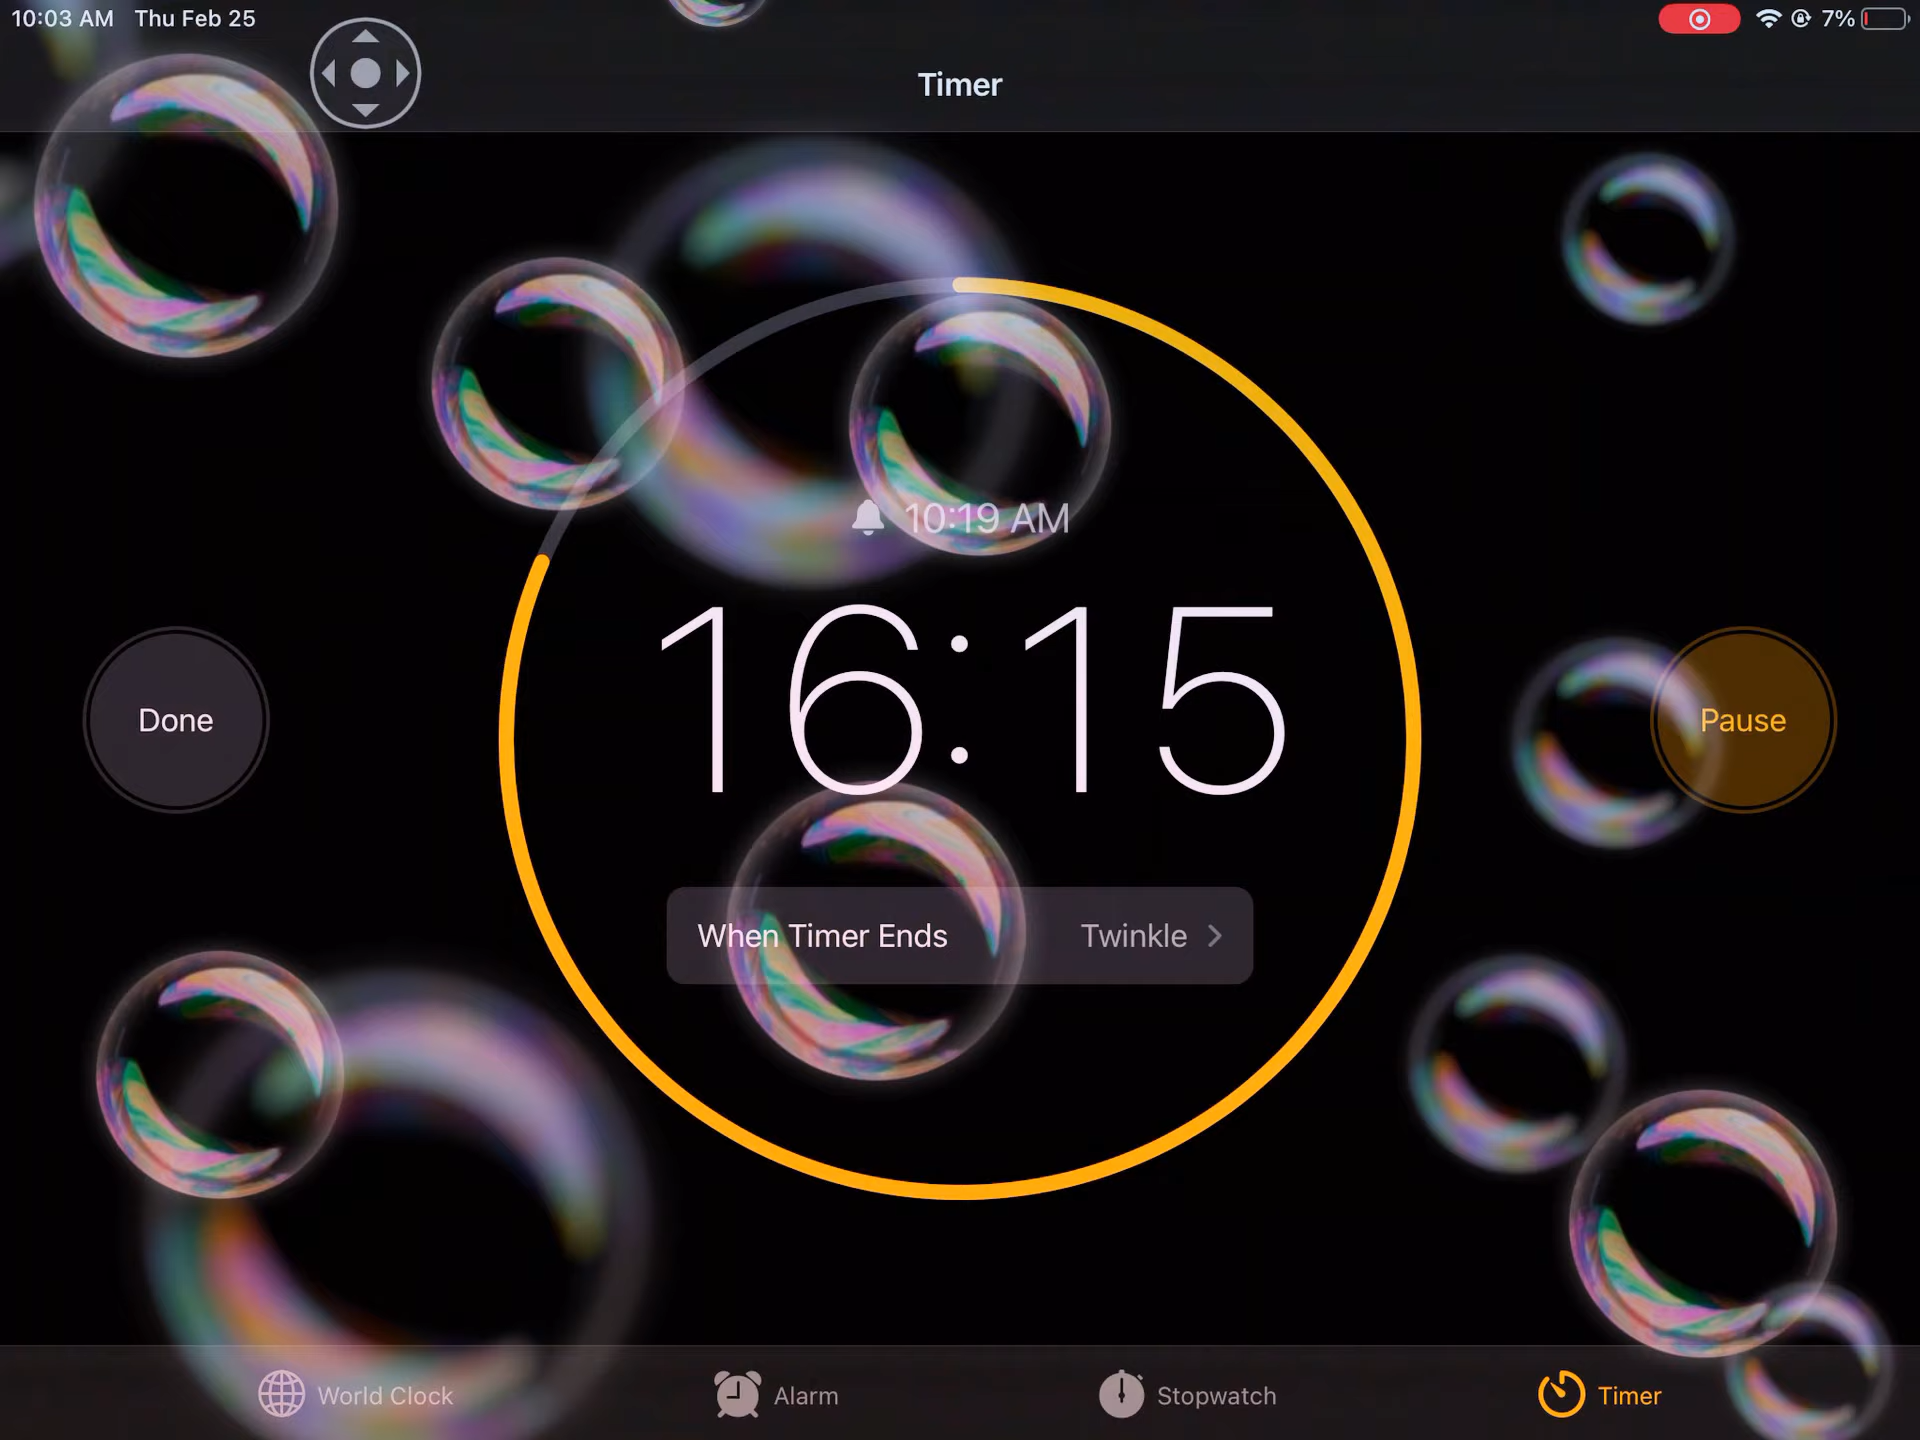 10:03 AM Thu Feb 25
7%
Timer
10:19 AM
16:15
Done
Pause
When Timer Ends Twinkle
World Clock Alarm Stopwatch Timer